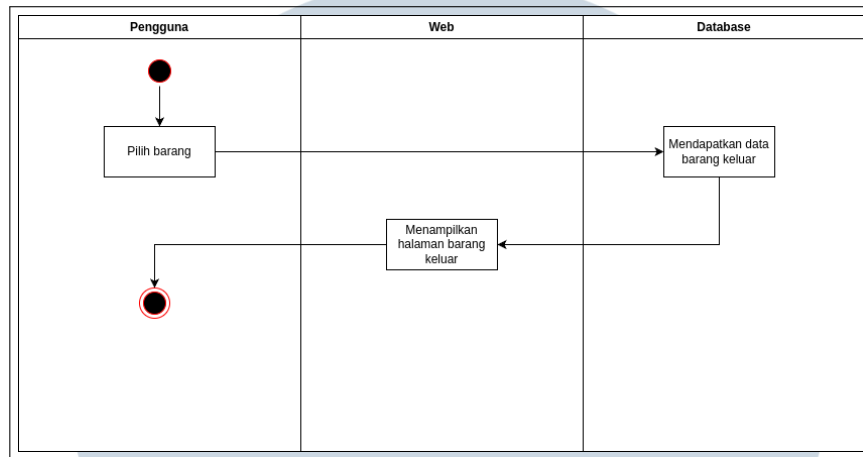 Pengguna
Web
Database
Pilih barang
Mendapatkan data
barang keluar
Menampilkan
halaman barang
keluar